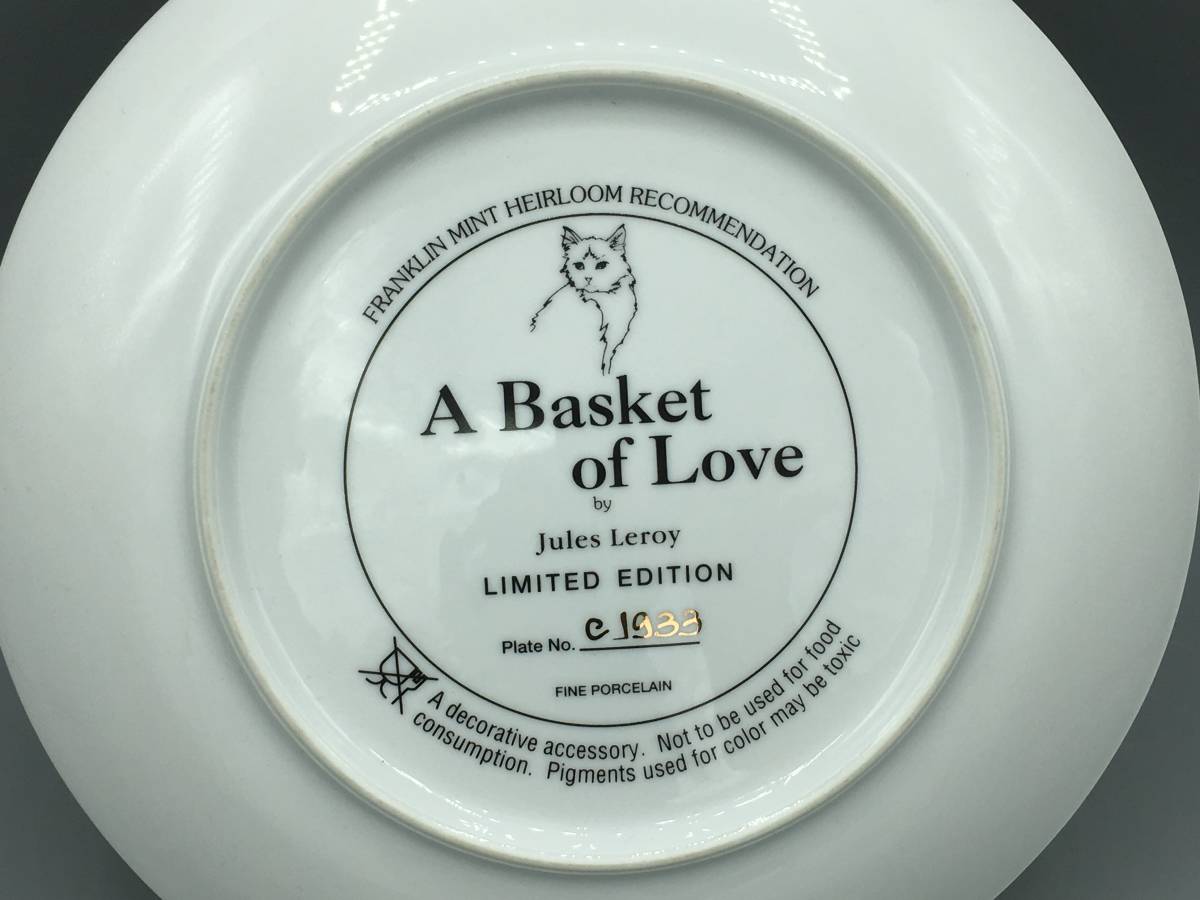 FRANKLIN MINT HEIRLOOM RECOMMENDATION
A Basket
of Love
by
Jules Leroy
LIMITED EDITION
Plate No. C1933
FINE PORCELAIN
A decorative accessory. Not to be used for food
consumption. Pigments used for color may be toxic